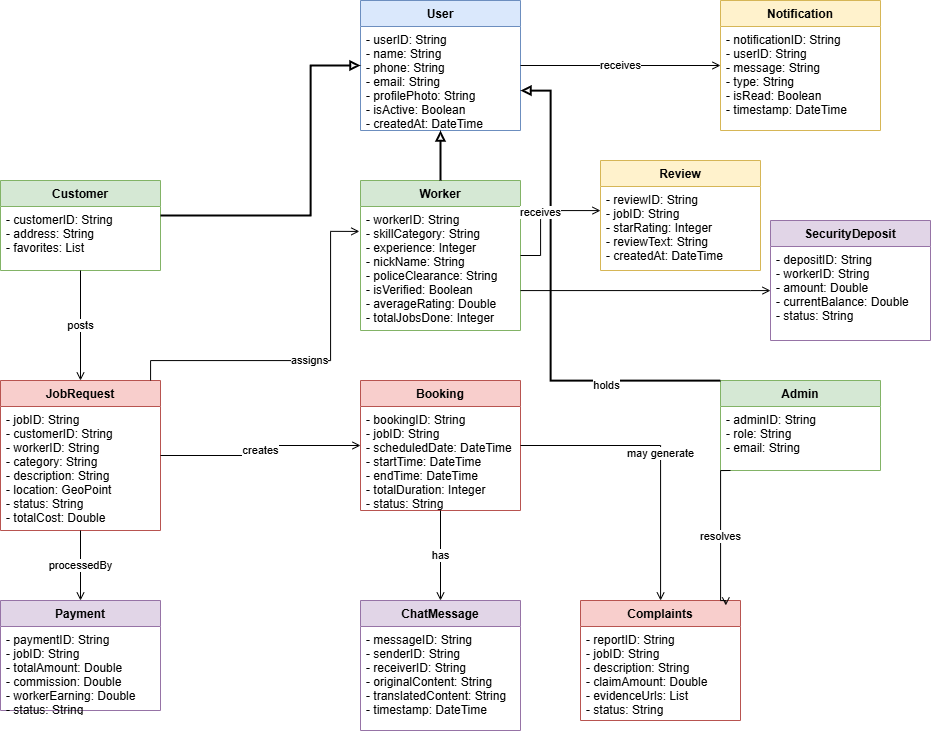 User
- userID: String
- name: String
- phone: String
- email: String
- profilePhoto: String
- isActive: Boolean
- createdAt: DateTime
receives
Notification
- notificationID: String
- userID: String
- message: String
- type: String
- isRead: Boolean
- timestamp: DateTime
Customer
- customerID: String
- address: String
- favorites: List
Worker
- workerID: String
- skillCategory: String
- experience: Integer
- nickName: String
- policeClearance: String
- isVerified: Boolean
- averageRating: Double
- totalJobsDone: Integer
receives
Review
- reviewID: String
- jobID: String
- starRating: Integer
- reviewText: String
- createdAt: DateTime
SecurityDeposit
- depositID: String
- workerID: String
- amount: Double
- currentBalance: Double
- status: String
posts
assigns
holds
JobRequest
- jobID: String
- customerID: String
- workerID: String
- category: String
- description: String
- location: GeoPoint
- status: String
- totalCost: Double
creates
Booking
- bookingID: String
- jobID: String
- scheduledDate: DateTime
- startTime: DateTime
- endTime: DateTime
- totalDuration: Integer
- status: String
may generate
Admin
- adminID: String
- role: String
- email: String
processedBy
has
resolves
Payment
- paymentID: String
- jobID: String
- totalAmount: Double
- commission: Double
- workerEarning: Double
- status: String
ChatMessage
- messageID: String
- senderID: String
- receiverID: String
- originalContent: String
- translatedContent: String
- timestamp: DateTime
Complaints
- reportID: String
- jobID: String
- description: String
- claimAmount: Double
- evidenceUrls: List
- status: String